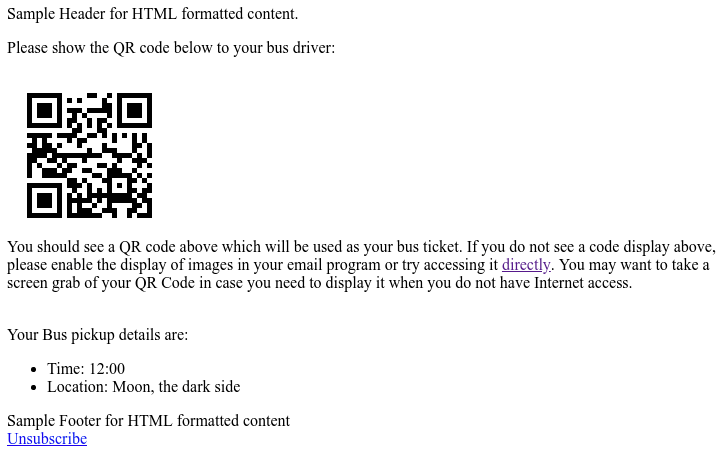 Sample Header for HTML formatted content.
Please show the QR code below to your bus driver:
You should see a QR code above which will be used as your bus ticket. If you do not see a code display above,
please enable the display of images in your email program or try accessing it directly. You may want to take a
screen grab of your QR Code in case you need to display it when you do not have Internet access.
Your Bus pickup details are:
• Time: 12:00
• Location: Moon, the dark side
Sample Footer for HTML formatted content
Unsubscribe